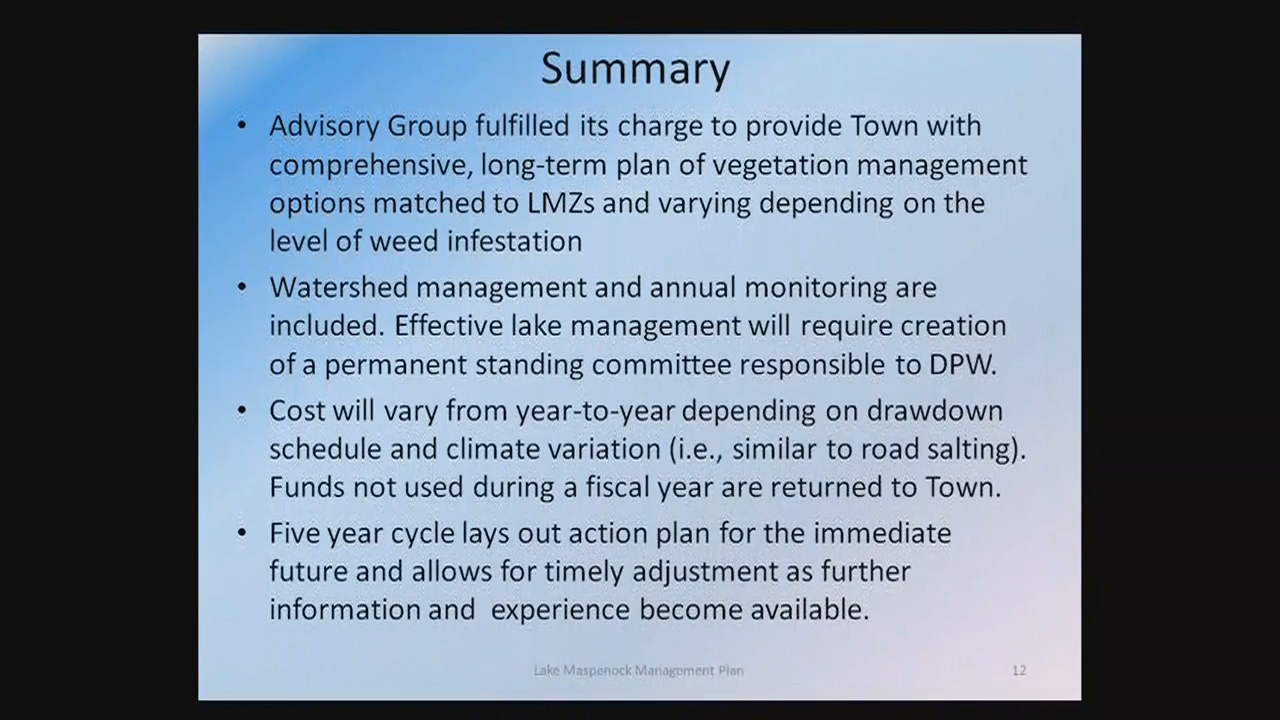 Summary
• Advisory Group fulfilled its charge to provide Town with
comprehensive, long-term plan of vegetation management
options matched to LMZs and varying depending on the
level of weed infestation
• Watershed management and annual monitoring are
included. Effective lake management will require creation
of a permanent standing committee responsible to DPW.
• Cost will vary from year-to-year depending on drawdown
schedule and climate variation (i.e., similar to road salting).
Funds not used during a fiscal year are returned to Town.
• Five year cycle lays out action plan for the immediate
future and allows for timely adjustment as further
information and  experience become available.
Lake Maspenock Management Plan
12